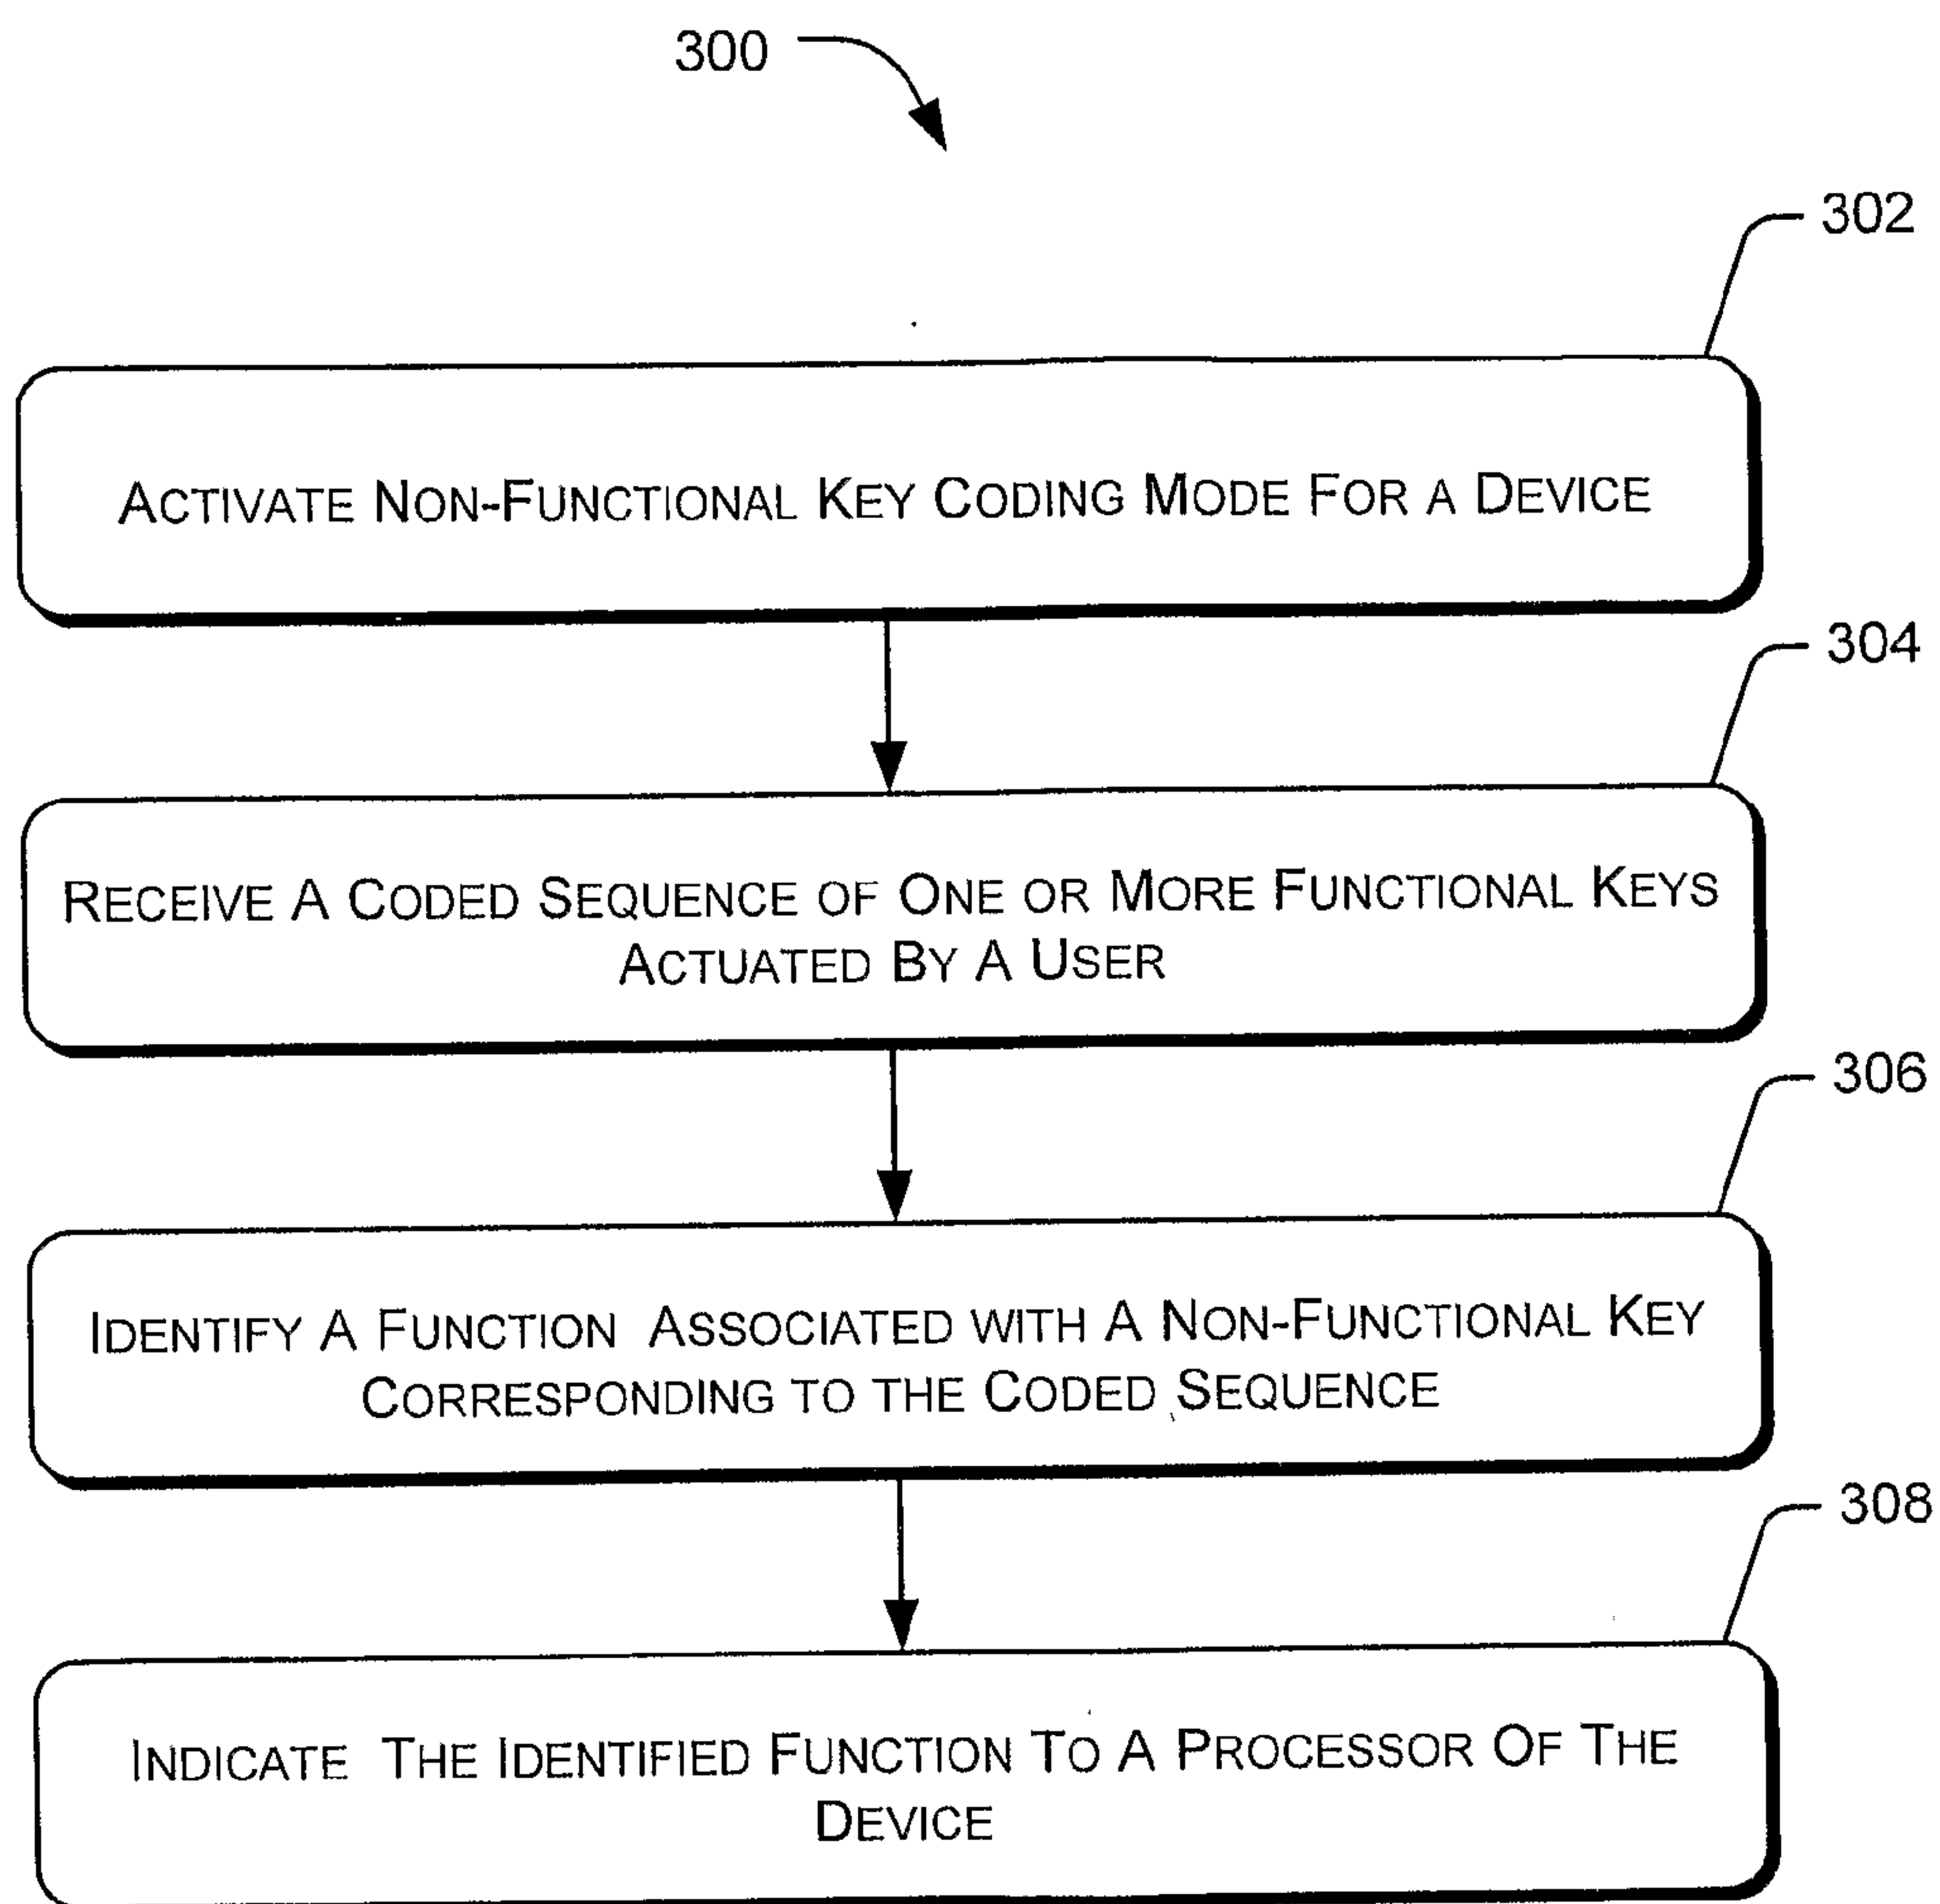 300
302
ACTIVATE NON-FUNCTIONAL KEY CODING MODE FOR A DEVICE
304
RECEIVE A CODED SEQUENCE OF ONE OR MORE FUNCTIONAL KEYS
ACTUATED BY A USER
306
IDENTIFY A FUNCTION ASSOCIATED WITH A NON-FUNCTIONAL KEY
CORRESPONDING TO THE CODED SEQUENCE
308
INDICATE THE IDENTIFIED FUNCTION TO A PROCESSOR OF THE
DEVICE